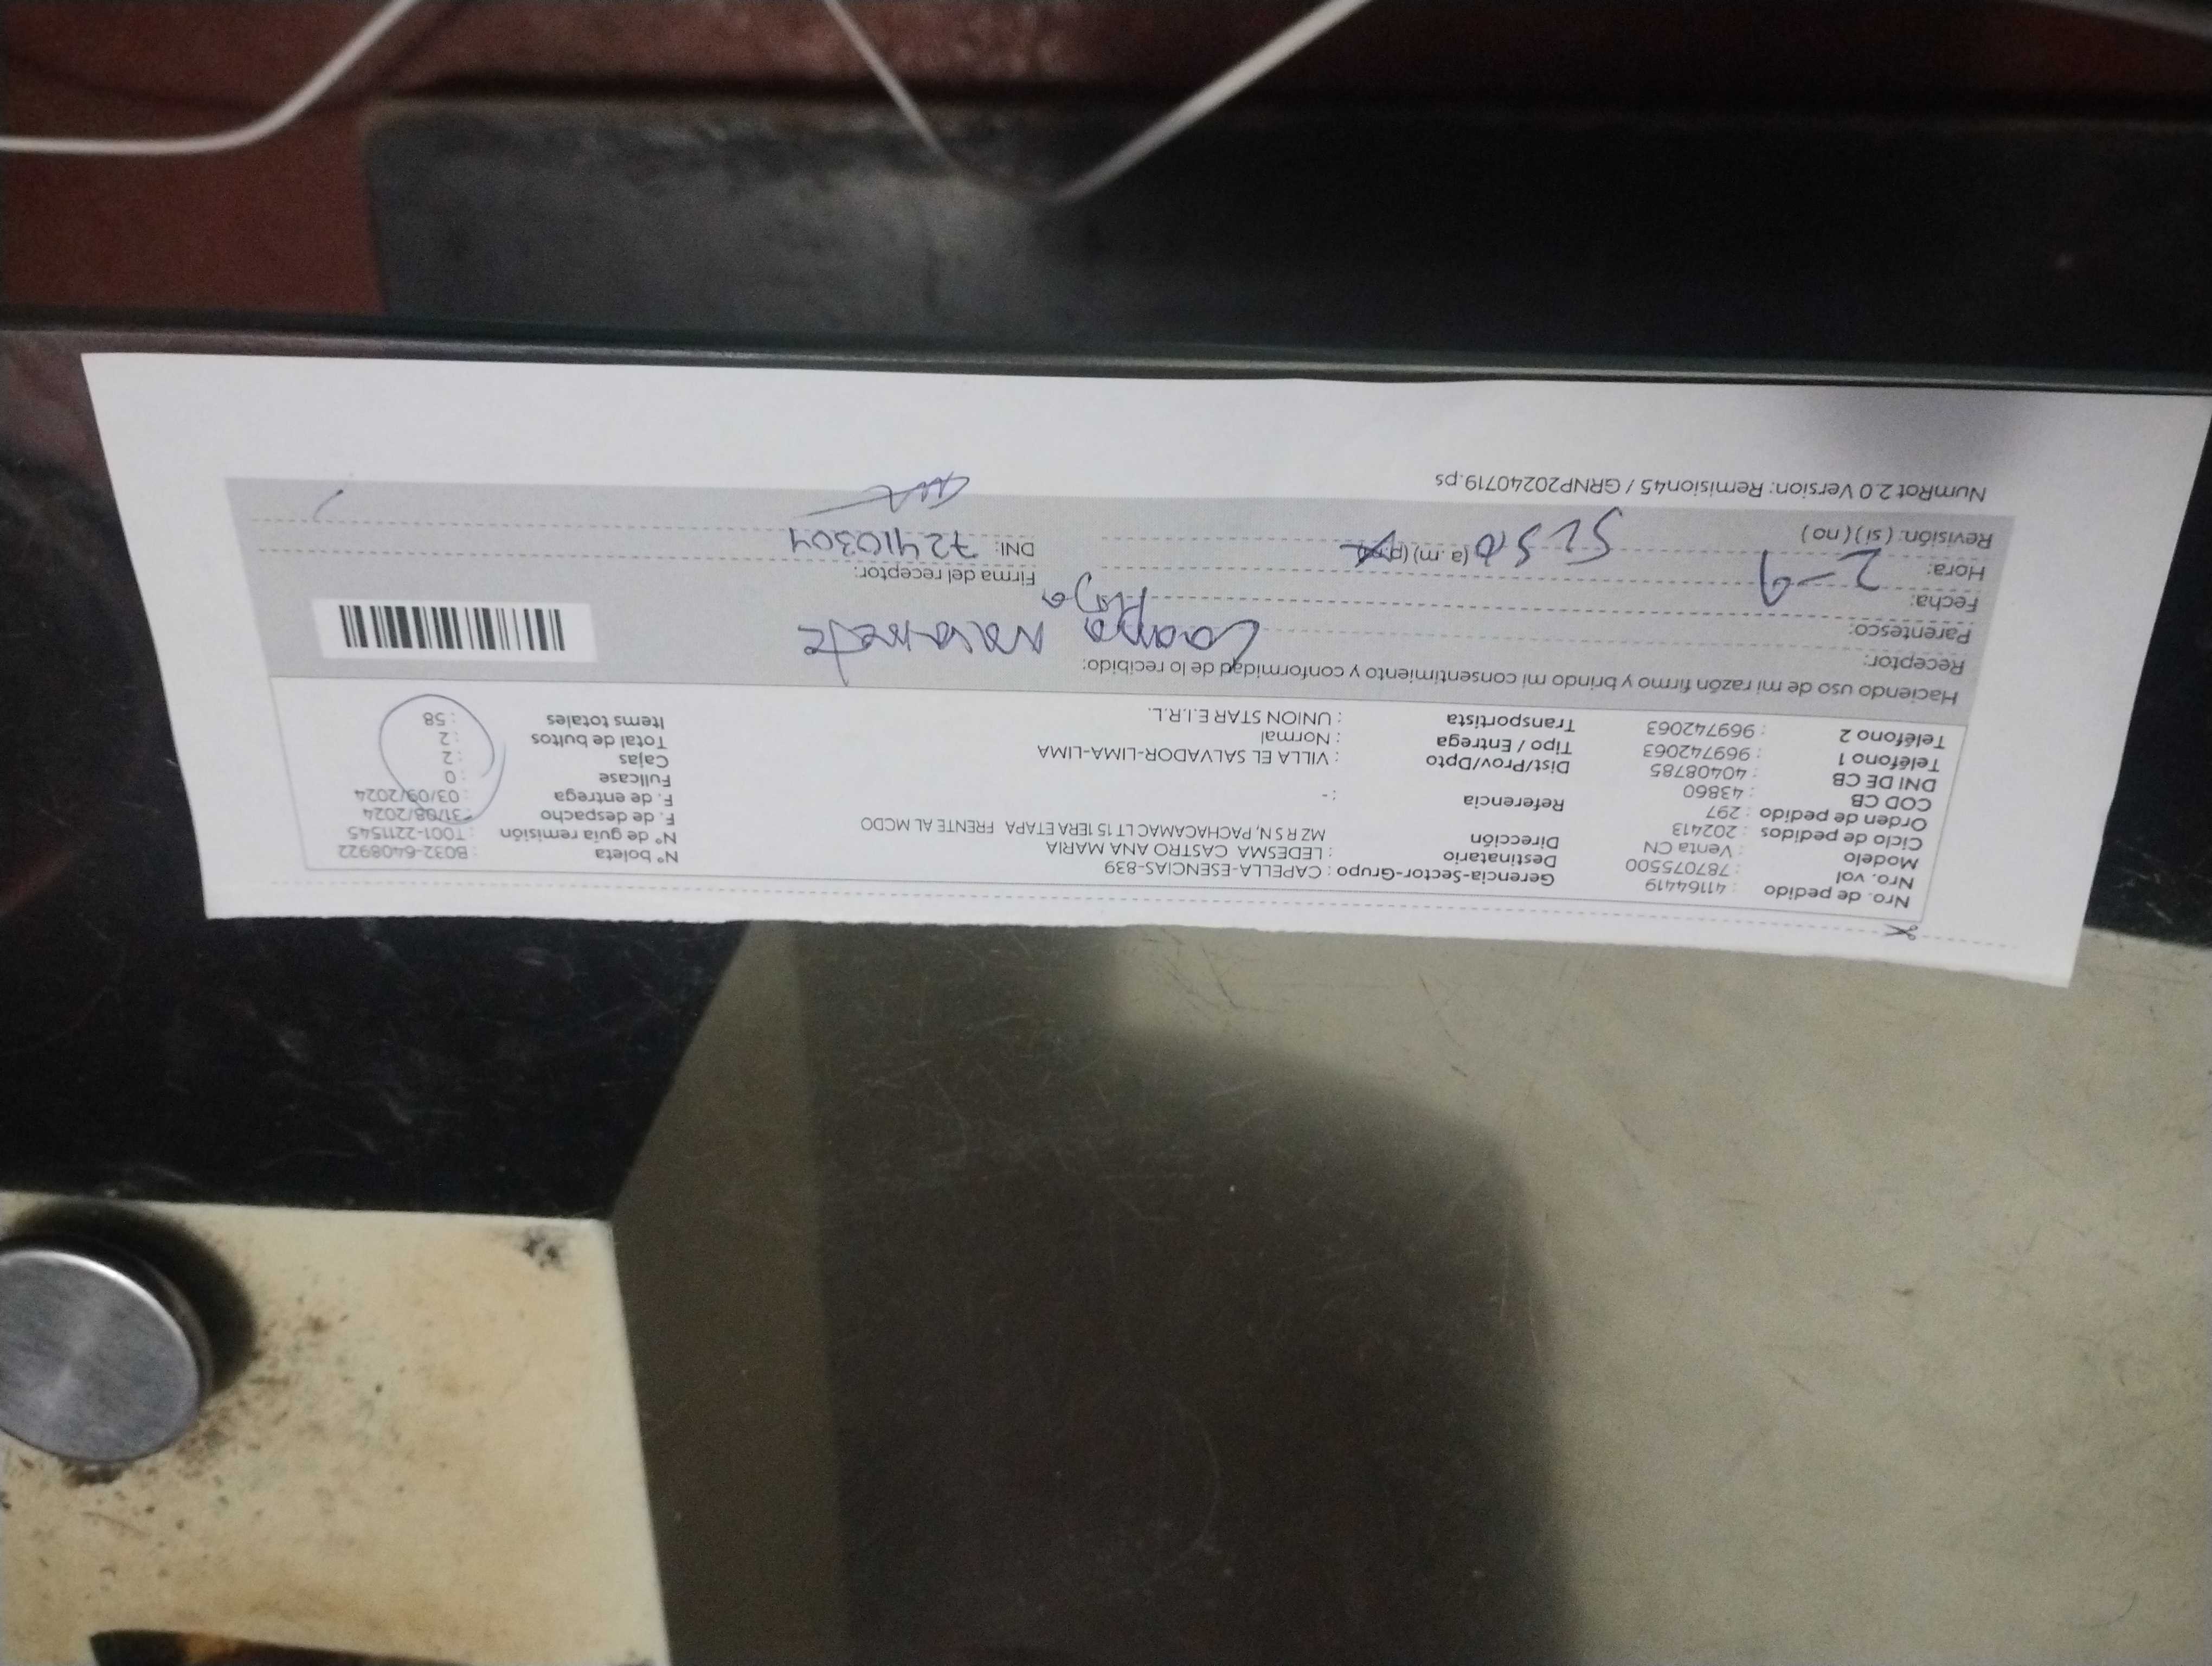 Nro. de pedido : 41164419
Nro. vol : 787075500
Modelo : Venta CN
Ciclo de pedidos : 202413
Orden de pedido : 297
COD CB : 43860
DNI DE CB : 40408785
Teléfono 1 : 969742063
Teléfono 2 : 969742063
Gerencia-Sector-Grupo : CAPELLA-ESENCIAS-839
Destinatario : LEDESMA CASTRO ANA MARIA
Dirección MZ R SN, PACHACAMAC LT 15 1ERA ETAPA FRENTE AL MCDO
Referencia : -
Dist/Prov/Dpto : VILLA EL SALVADOR-LIMA-LIMA
Tipo / Entrega : Normal
Transportista : UNION STAR E.I.R.L.
N° boleta : B032-6408922
N° de guía remisión : T001-2211545
F. de despacho : 31/08/2024
F. de entrega : 03/09/2024
Fullcase : 0
Cajas : 2
Total de bultos : 2
Items totales : 58
Haciendo uso de mi razón firmo y brindo mi consentimiento y conformidad de lo recibido:
Receptor: Navarrete
Parentesco:
Fecha: 2-9
Hora: (a. m) (p.m)
Revisión: ( si ) ( no )
Firma del receptor:
DNI: 72410304
NumRot 2.0 Version: Remision45 / GRNP20240719.ps